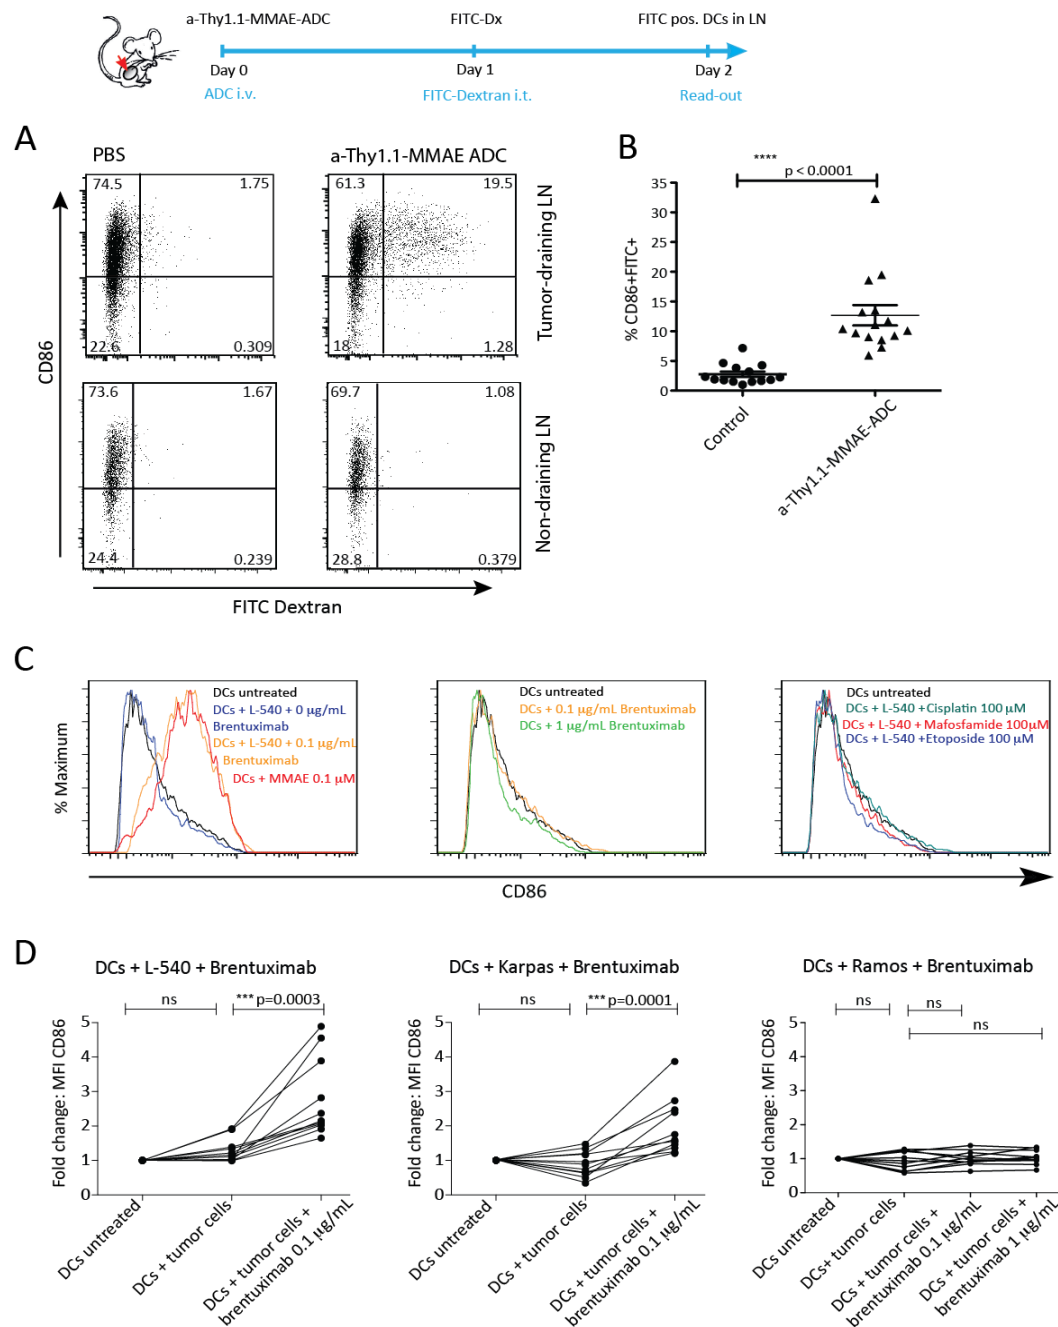 a-Thy1.1-MMAE-ADC FITC-Dx FITC pos. DCs in LN
Day 0 Day 1 Day 2
ADC i.v. FITC-Dextran i.t. Read-out
A
PBS a-Thy1.1-MMAE ADC
74.5 1.75 61.3 19.5
22.6 0.309 18 1.28
Tumor-draining LN
73.6 1.67 69.7 1.08
24.4 0.239 28.8 0.379
Non-draining LN
CD86
FITC Dextran
B
****
p < 0.0001
35
30
25
20
15
10
5
0
% CD86+FITC+
Control
a-Thy1.1-MMAE-ADC
C
% Maximum
DCs untreated
DCs + L-540 + 0 µg/mL
Brentuximab
DCs + L-540 + 0.1 µg/mL
Brentuximab
DCs + MMAE 0.1 µM
DCs untreated
DCs + 0.1 µg/mL Brentuximab
DCs + 1 µg/mL Brentuximab
DCs untreated
DCs + L-540 +Cisplatin 100 µM
DCs + L-540 + Mafosfamide 100µM
DCs + L-540 +Etoposide 100 µM
CD86
D
DCs + L-540 + Brentuximab
ns *** p=0.0003
5
4
3
2
1
0
Fold change: MFI CD86
DCs untreated
DCs + tumor cells
DCs + tumor cells +
brentuximab 0.1 µg/mL
DCs + Karpas + Brentuximab
ns *** p=0.0001
5
4
3
2
1
0
Fold change: MFI CD86
DCs untreated
DCs + tumor cells
DCs + tumor cells +
brentuximab 0.1 µg/mL
DCs + Ramos + Brentuximab
ns ns
ns
5
4
3
2
1
0
Fold change: MFI CD86
DCs untreated
DCs+ tumor cells
DCs + tumor cells +
brentuximab 0.1 µg/mL
DCs + tumor cells +
brentuximab 1 µg/mL